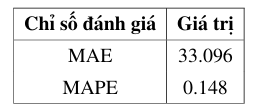 Chỉ số đánh giá Giá trị
MAE 33.096
MAPE 0.148